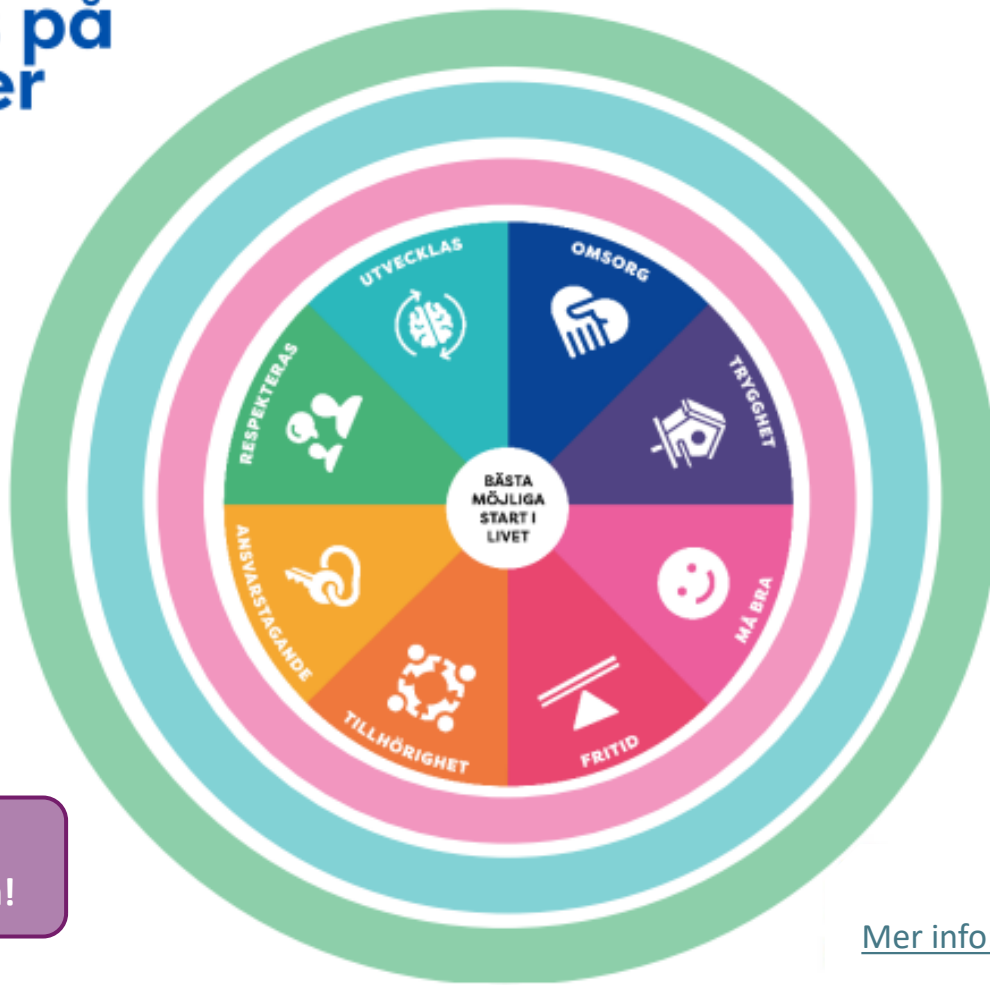 på
er
UTVECKLAS
OMSORG
RESPEKTERAS
TRYGGHET
BÄSTA
MÖJLIGA
START I
LIVET
ANSVARSTAGANDE
MÅ BRA
TILLHÖRIGHET
FRITID
!
Mer info